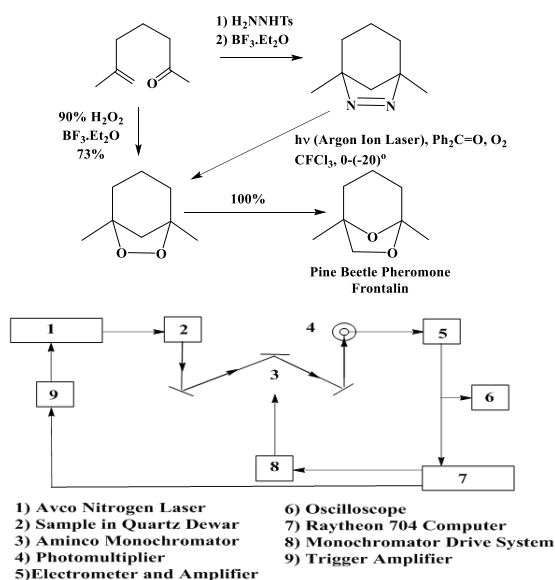 1) H₂NNHTs
2) BF₃.Et₂O
O
N N
90% H₂O₂
BF₃.Et₂O
73%
hν (Argon Ion Laser), Ph₂C=O, O₂
CFCl₃, 0-(-20)º
100%
O O
O
O
Pine Beetle Pheromone
Frontalin
1
2
4
5
3
9
6
8
7
1) Avco Nitrogen Laser
2) Sample in Quartz Dewar
3) Aminco Monochromator
4) Photomultiplier
5)Electrometer and Amplifier
6) Oscilloscope
7) Raytheon 704 Computer
8) Monochromator Drive System
9) Trigger Amplifier